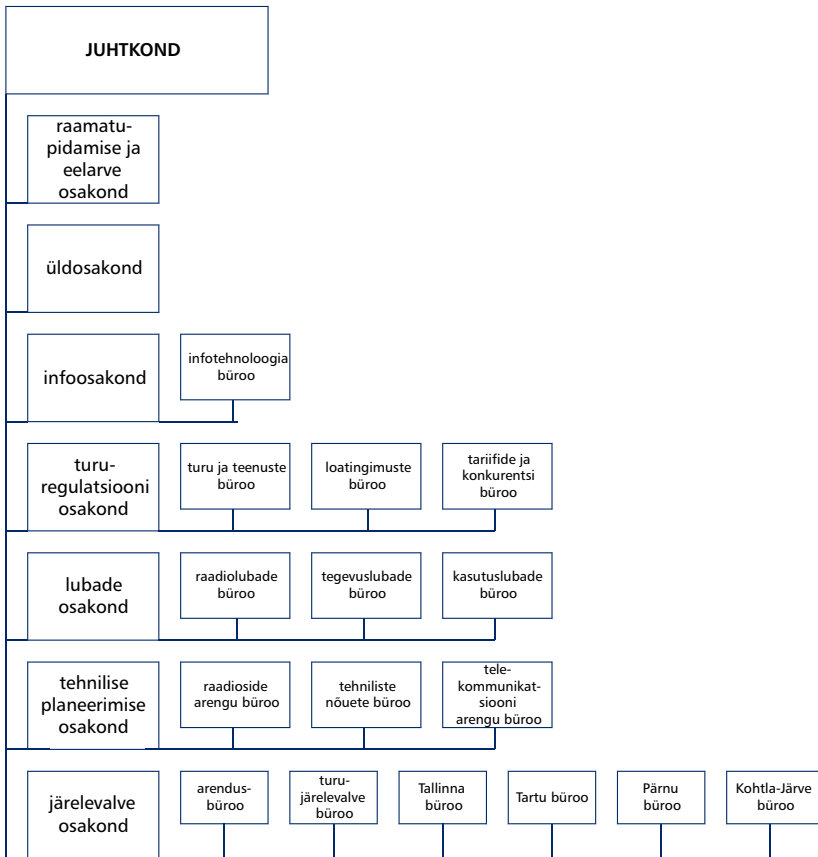 JUHTKOND
raamatu-
pidamise ja
eelarve
osakond
üldosakond
infoosakond
infotehnoloogia
büroo
turu-
regulatsiooni
osakond
turu ja teenuste
büroo
loatingimuste
büroo
tariifide ja
konkurentsi
büroo
lubade
osakond
raadiolubade
büroo
tegevuslubade
büroo
kasutuslubade
büroo
tehnilise
planeerimise
osakond
raadioside
arengu büroo
tehniliste
nõuete büroo
tele-
kommunikat-
siooni
arengu büroo
järelevalve
osakond
arendus-
büroo
turu-
järelevalve
büroo
Tallinna
büroo
Tartu büroo
Pärnu
büroo
Kohtla-Järve
büroo